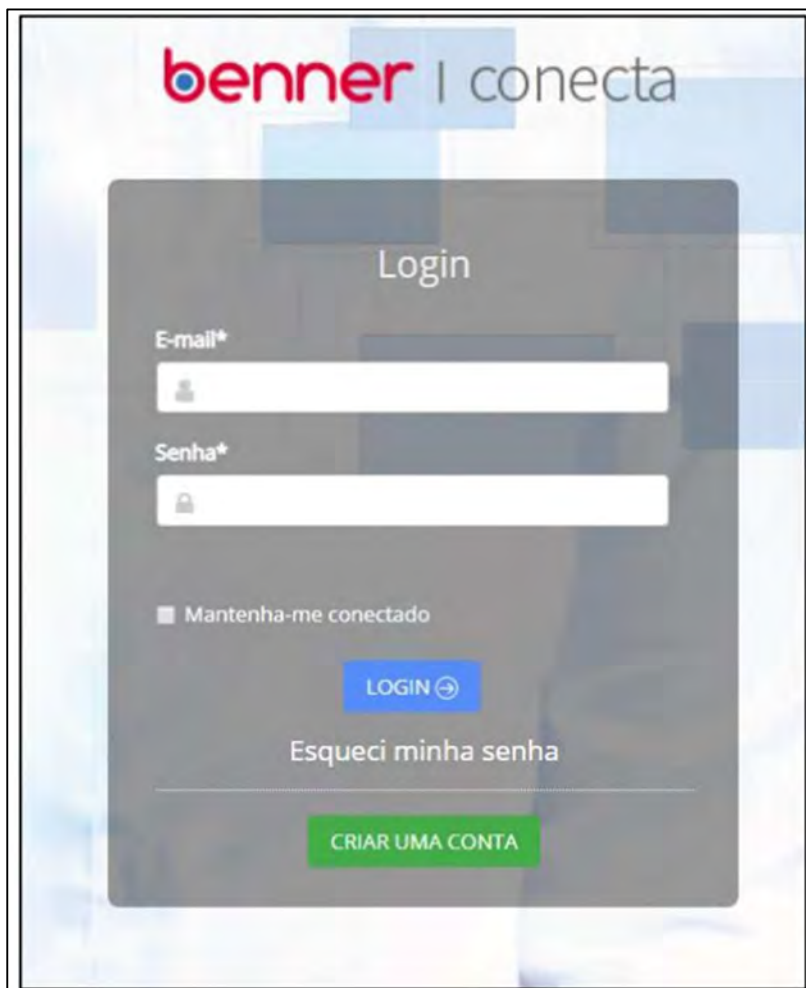 benner | conecta
Login
E-mail*
Senha*
Mantenha-me conectado
LOGIN
Esqueci minha senha
CRIAR UMA CONTA